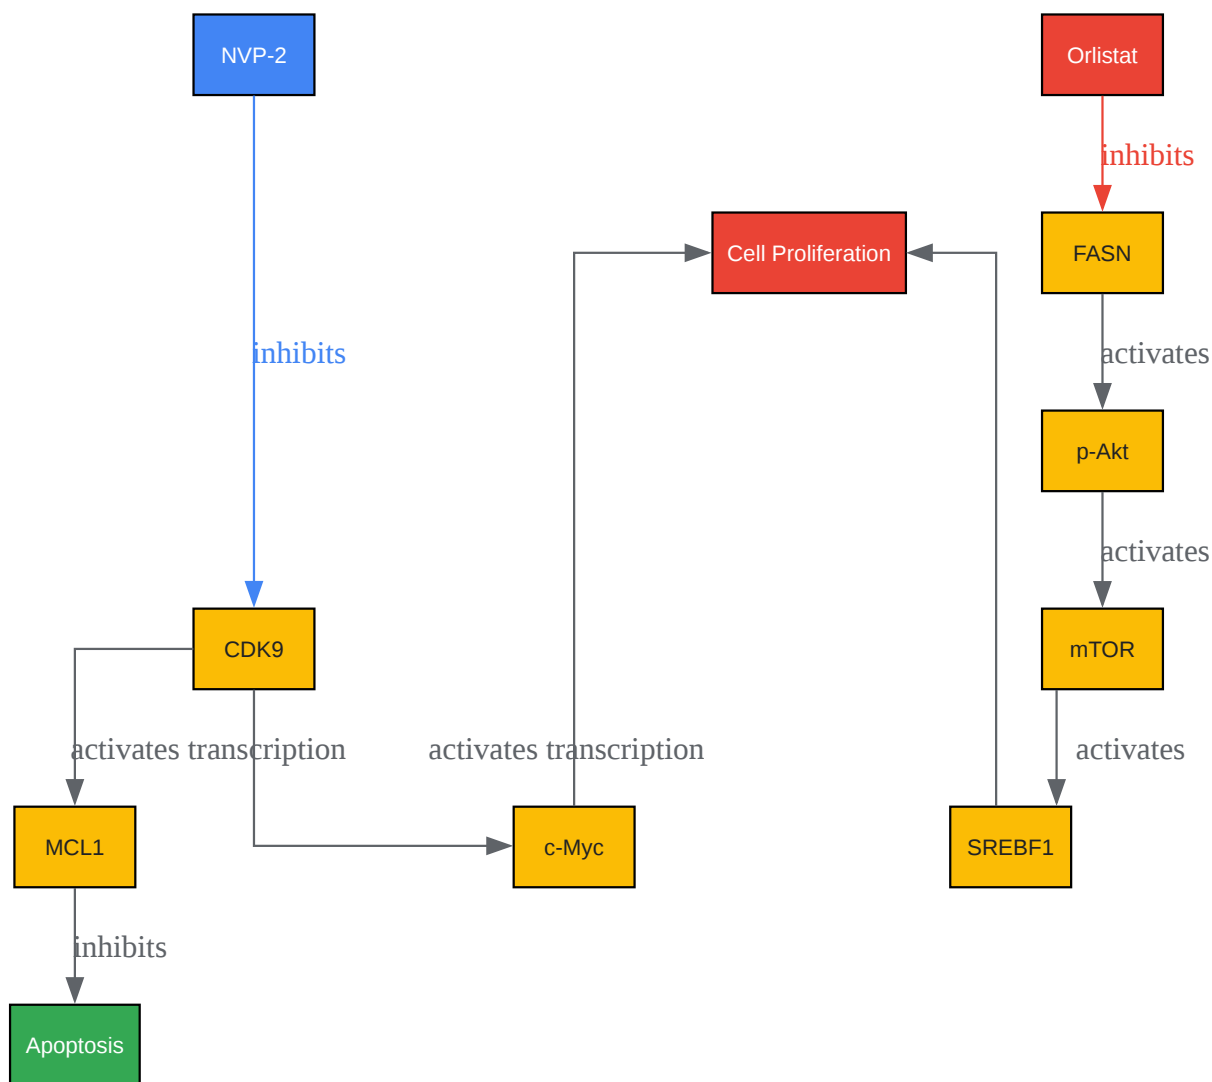 NVP-2
Orlistat
inhibits
Cell Proliferation
FASN
inhibits
activates
p-Akt
activates
CDK9
mTOR
activates transcription
activates transcription
activates
MCL1
c-Myc
SREBF1
inhibits
Apoptosis